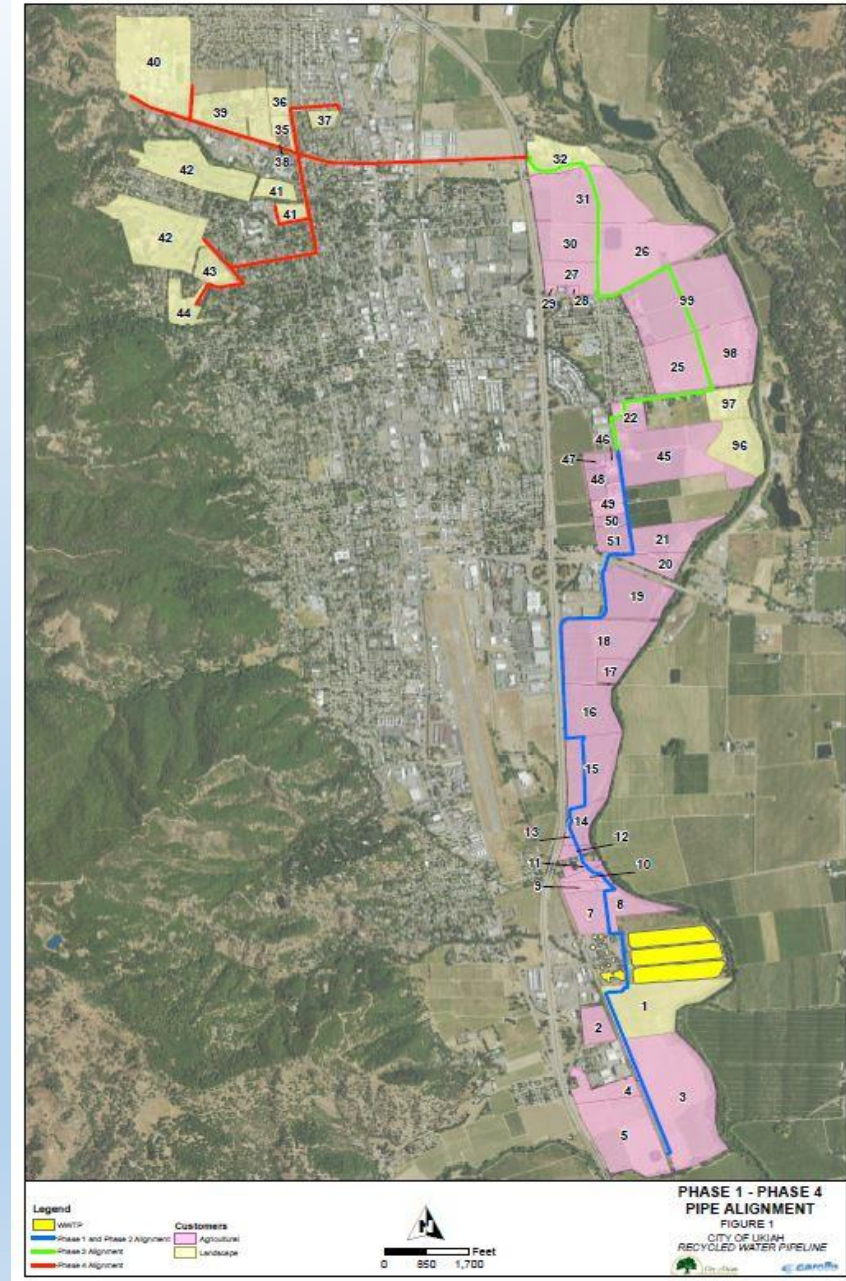 40
39
36
37
35
38
42
41
41
42
43
44
32
31
30
26
27
29
28
99
98
25
97
22
96
46
47
45
48
49
50
51
21
20
19
18
17
16
15
14
13
12
11
10
9
8
7
1
2
3
4
5
Legend
WWTP
Phase 1 and Phase 2 Alignment
Phase 3 Alignment
Phase 4 Alignment
Customers
Agricultural
Landscape
N
Feet
0 850 1,700
PHASE 1 - PHASE 4
PIPE ALIGNMENT
FIGURE 1
CITY OF UKIAH
RECYCLED WATER PIPELINE
City of Ukiah
carollo